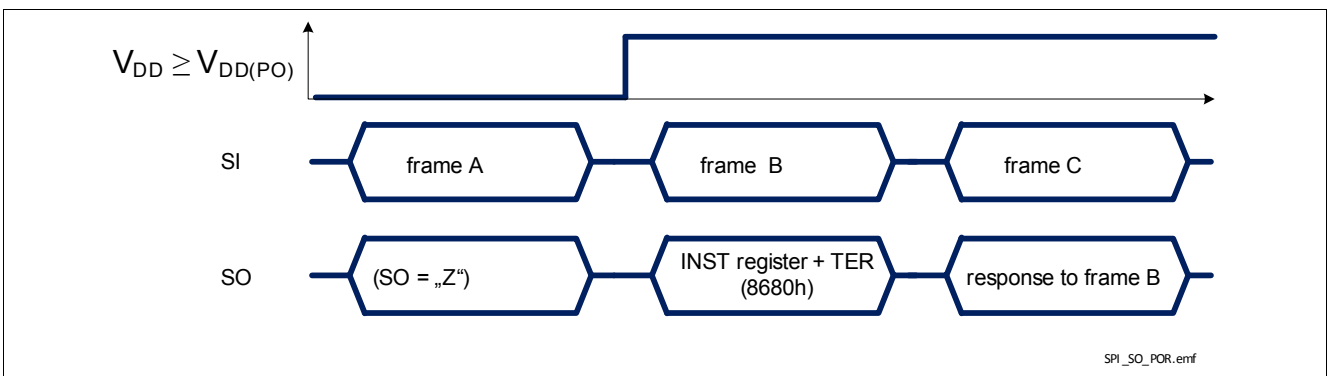 VDD ≥ VDD(PO)
SI
frame A
frame B
frame C
SO
(SO = „Z“)
INST register + TER
(8680h)
response to frame B
SPI_SO_POR.emf